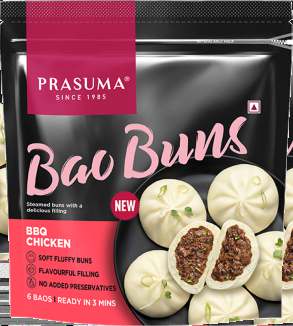 PRASUMA®
SINCE 1985
Bao Buns
Steamed buns with a
delicious filling
NEW
BBQ
CHICKEN
SOFT FLUFFY BUNS
FLAVOURFUL FILLING
NO ADDED PRESERVATIVES
6 BAOS | READY IN 3 MINS